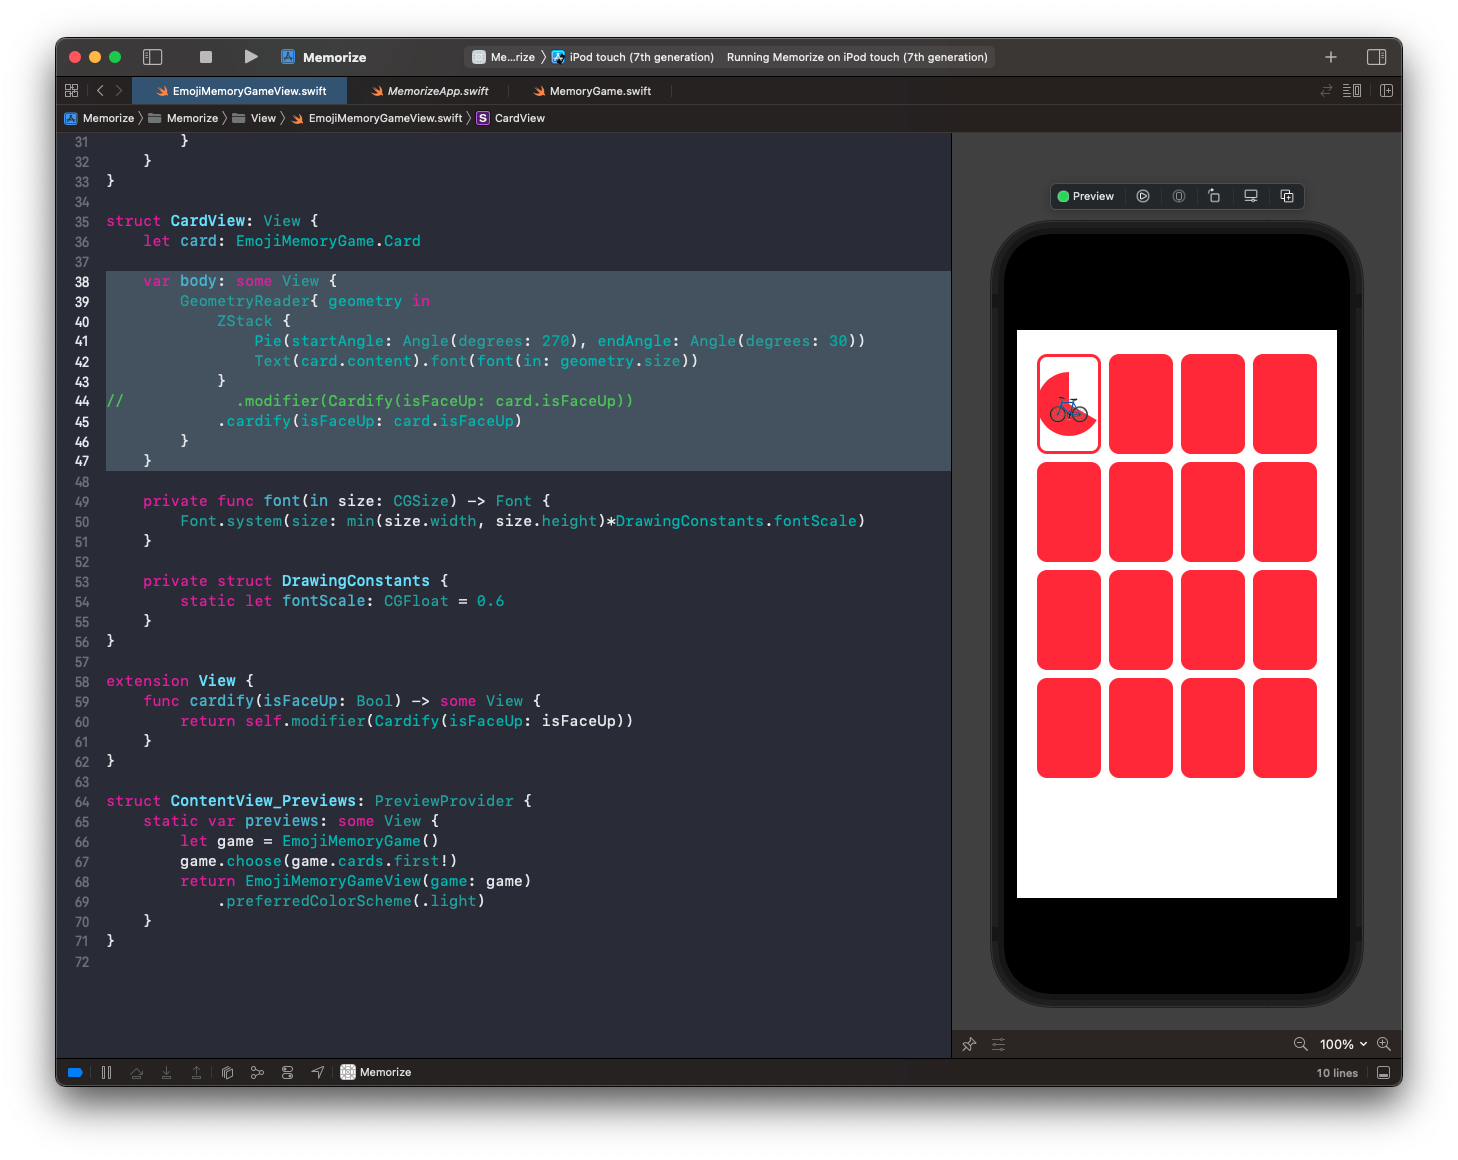 Memorize
Me...rize 〉 iPod touch (7th generation) Running Memorize on iPod touch (7th generation)
EmojiMemoryGameView.swift MemorizeApp.swift MemoryGame.swift
Memorize 〉 Memorize 〉 View 〉 EmojiMemoryGameView.swift 〉 S CardView
31         }
32     }
33 }
34
35 struct CardView: View {
36     let card: EmojiMemoryGame.Card
37
38     var body: some View {
39         GeometryReader{ geometry in
40             ZStack {
41                 Pie(startAngle: Angle(degrees: 270), endAngle: Angle(degrees: 30))
42                 Text(card.content).font(font(in: geometry.size))
43             }
44 //            .modifier(Cardify(isFaceUp: card.isFaceUp))
45             .cardify(isFaceUp: card.isFaceUp)
46         }
47     }
48
49     private func font(in size: CGSize) -> Font {
50         Font.system(size: min(size.width, size.height)*DrawingConstants.fontScale)
51     }
52
53     private struct DrawingConstants {
54         static let fontScale: CGFloat = 0.6
55     }
56 }
57
58 extension View {
59     func cardify(isFaceUp: Bool) -> some View {
60         return self.modifier(Cardify(isFaceUp: isFaceUp))
61     }
62 }
63
64 struct ContentView_Previews: PreviewProvider {
65     static var previews: some View {
66         let game = EmojiMemoryGame()
67         game.choose(game.cards.first!)
68         return EmojiMemoryGameView(game: game)
69             .preferredColorScheme(.light)
70     }
71 }
72
Preview
100%
Memorize
10 lines